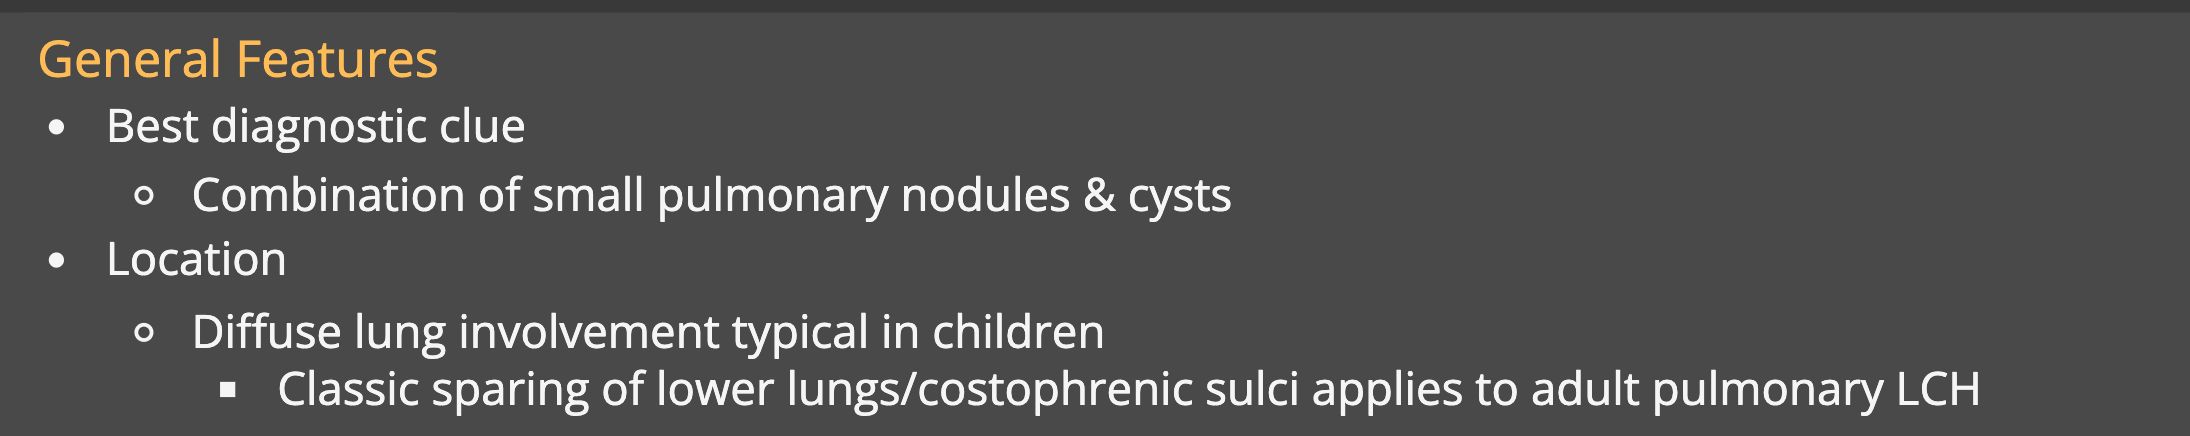 General Features
• Best diagnostic clue
○ Combination of small pulmonary nodules & cysts
• Location
○ Diffuse lung involvement typical in children
▪ Classic sparing of lower lungs/costophrenic sulci applies to adult pulmonary LCH